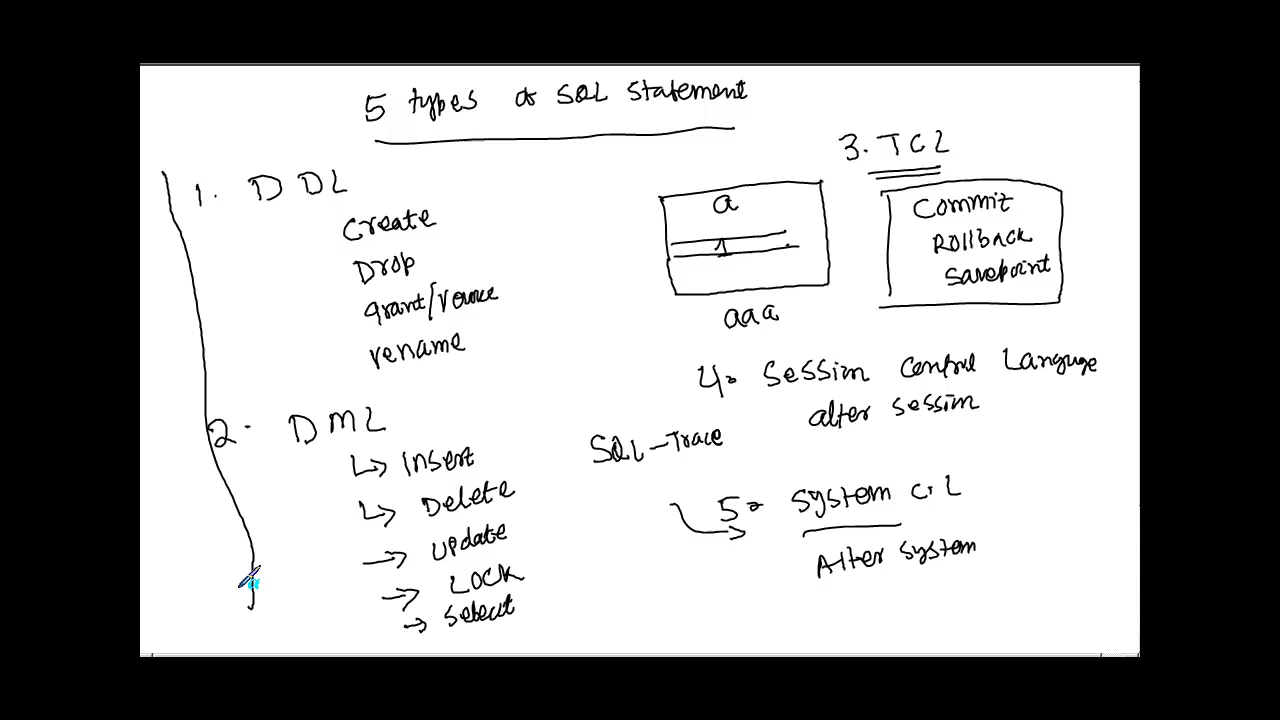 5 types of SQL Statement
1. DDL
Create
Drop
grant/revoke
rename
2. DML
Insert
Delete
Update
LOCK
Select
3. TCL
a
1
aaa
Commit
Rollback
Savepoint
4. Session Control Language
alter session
SQL-Trace
5. System C.L
Alter system